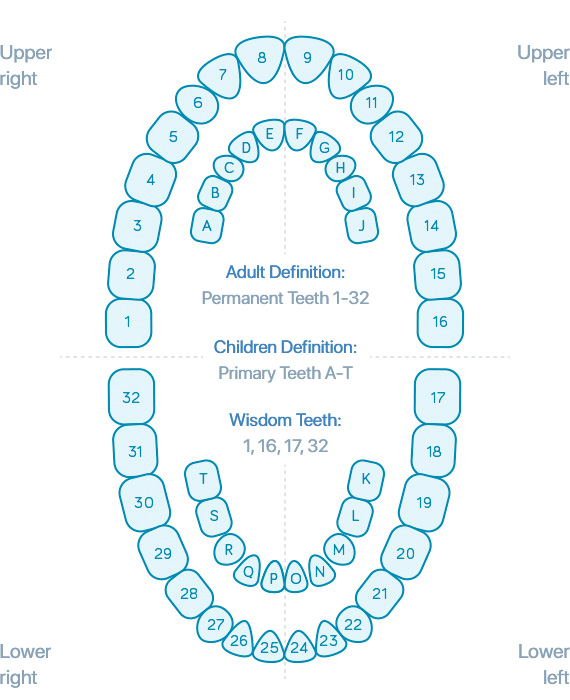 Upper
right
Upper
left
8 9
7 10
6 11
5 12
4 13
3 14
2 15
1 16
E F
D G
C H
B I
A J
Adult Definition:
Permanent Teeth 1-32
Children Definition:
Primary Teeth A-T
Wisdom Teeth:
1, 16, 17, 32
32 17
31 18
30 19
29 20
28 21
27 22
26 23
25 24
T K
S L
R M
Q N
P O
Lower
right
Lower
left